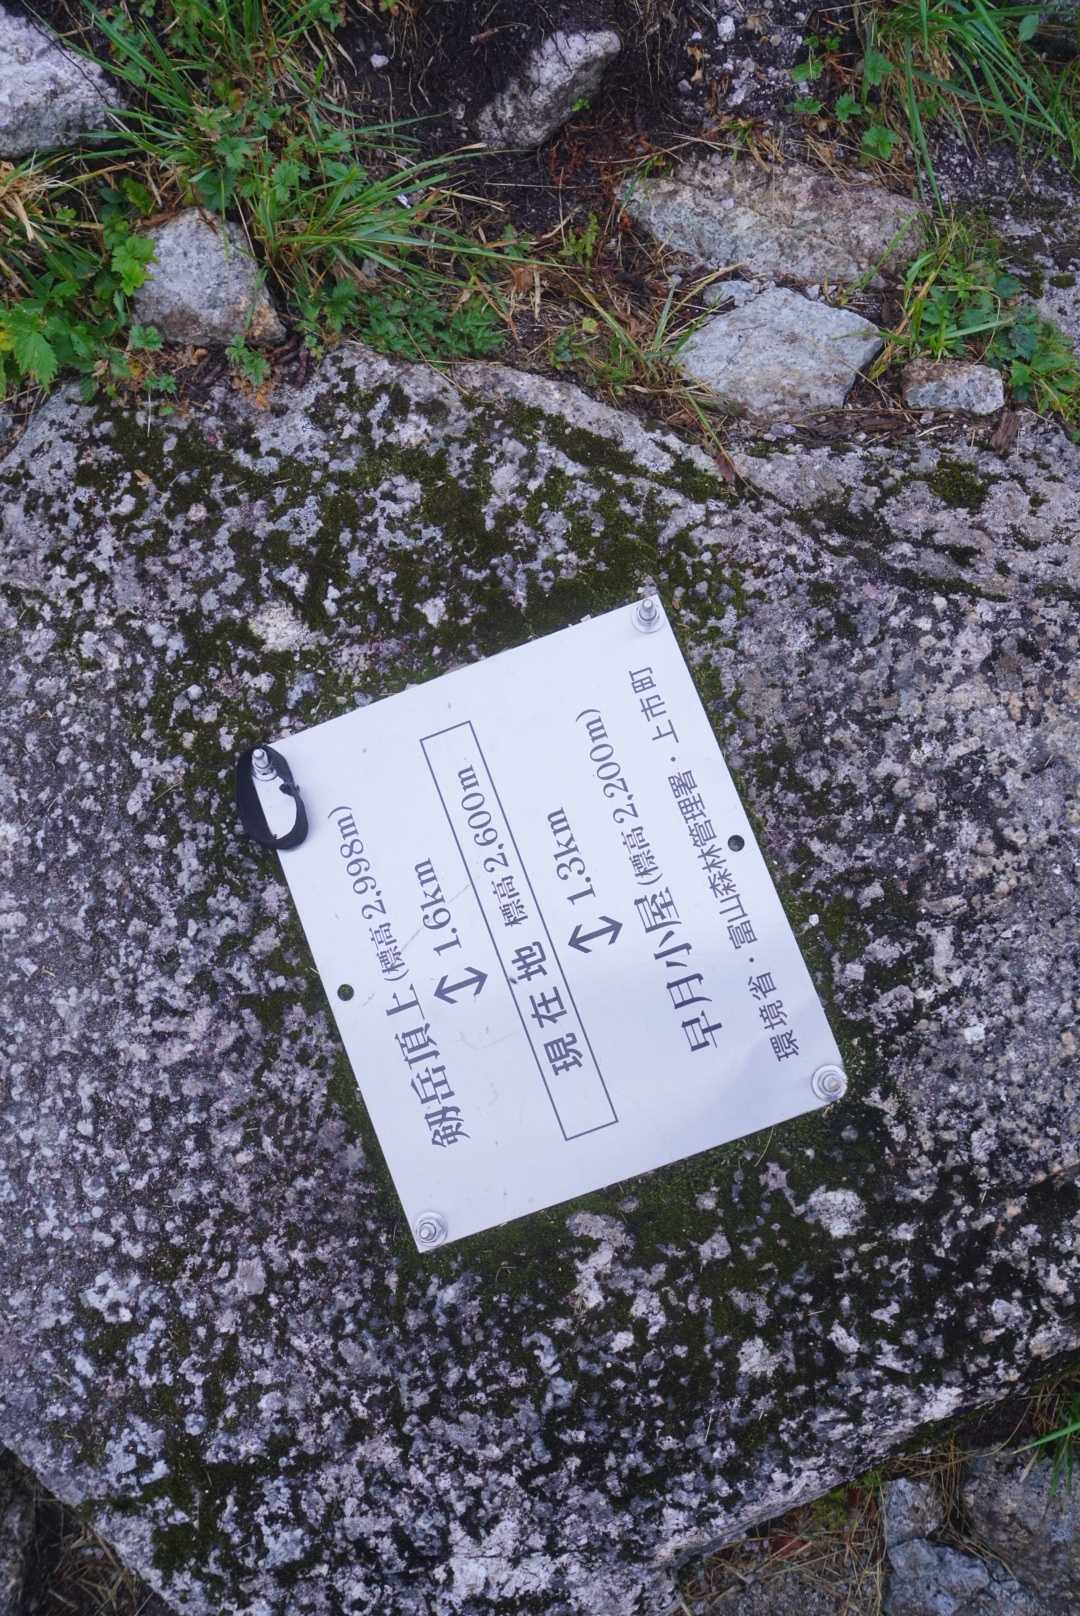 剱岳頂上(標高2,998m)
↕ 1.6km
現在地 標高2,600m
↕ 1.3km
早月小屋(標高2,200m)
環境省・富山森林管理署・上市町